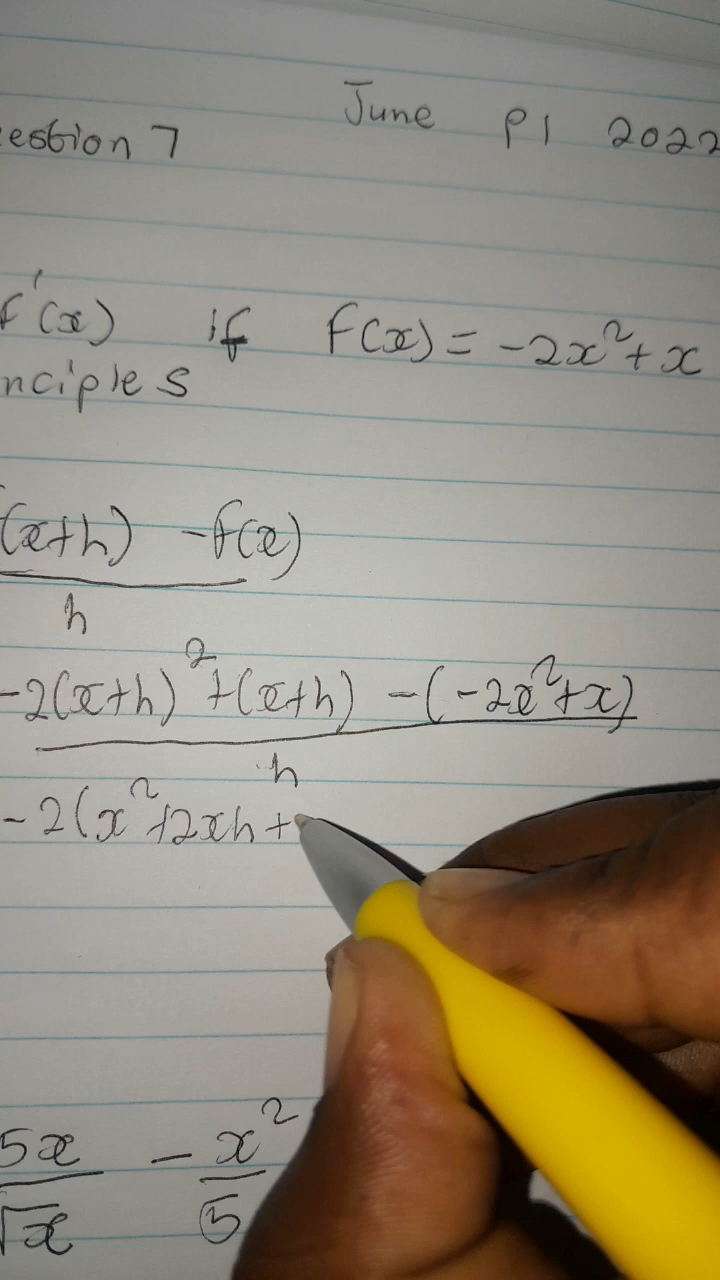 June P1 2022
estion 7
f'(x) if f(x) = -2x²+x
nciples
(x+h) -f(x)
h
-2(x+h)²+(x+h) -(-2x²+x)
h
-2(x²+2xh+
5x - x²
√x 5